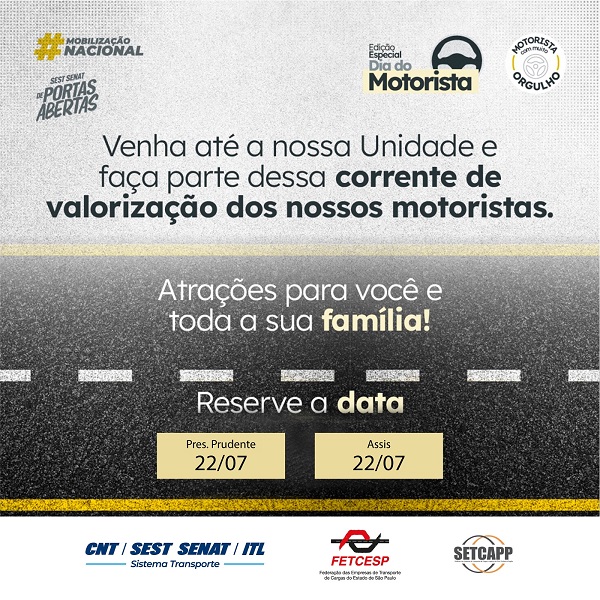 #MOBILIZAÇÃO
NACIONAL
SEST SENAT
DE PORTAS
ABERTAS
Edição
Especial
Dia do
Motorista
MOTORISTA
com muito
ORGULHO
Venha até a nossa Unidade e
faça parte dessa corrente de
valorização dos nossos motoristas.
Atrações para você e
toda a sua família!
Reserve a data
Pres. Prudente
22/07
Assis
22/07
CNT / SEST SENAT / ITL
Sistema Transporte
FETCESP
Federação das Empresas de Transporte
de Cargas do Estado de São Paulo
SETCAPP